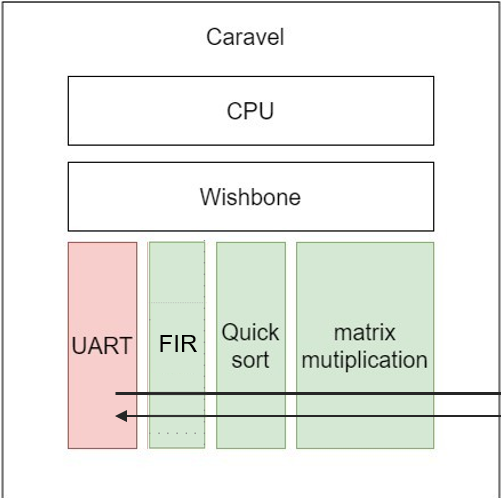 Caravel
CPU
Wishbone
UART
FIR
Quick
sort
matrix
mutiplication